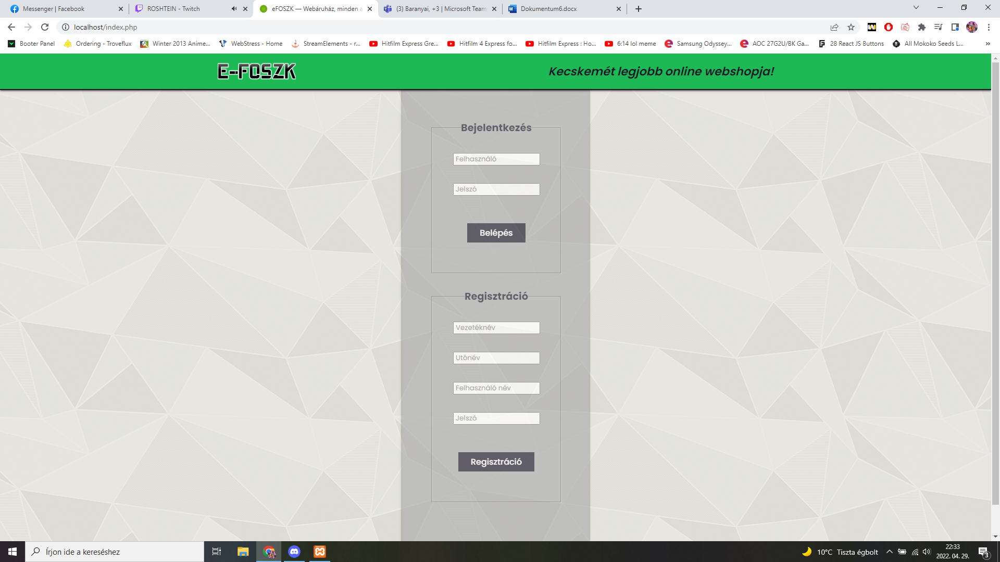 Messenger | Facebook
ROSHTEIN - Twitch
eFOSZK — Webáruház, minden a
(3) Baranyai, +3 | Microsoft Team
Dokumentum6.docx
localhost/index.php
Booter Panel
Ordering - Troveflux
Winter 2013 Anime...
WebStress - Home
StreamElements - r...
Hitfilm Express Gre...
Hitfilm 4 Express fo...
Hitfilm Express : Ho...
6:14 lol meme
Samsung Odyssey...
AOC 27G2U/BK Ga...
28 React JS Buttons
All Mokoko Seeds L...
E-FOSZK
Kecskemét legjobb online webshopja!
Bejelentkezés
Felhasználó
Jelszó
Belépés
Regisztráció
Vezetéknév
Utónév
Felhasználó név
Jelszó
Regisztráció
Írjon ide a kereséshez
10°C Tiszta égbolt
22:33
2022. 04. 29.
3